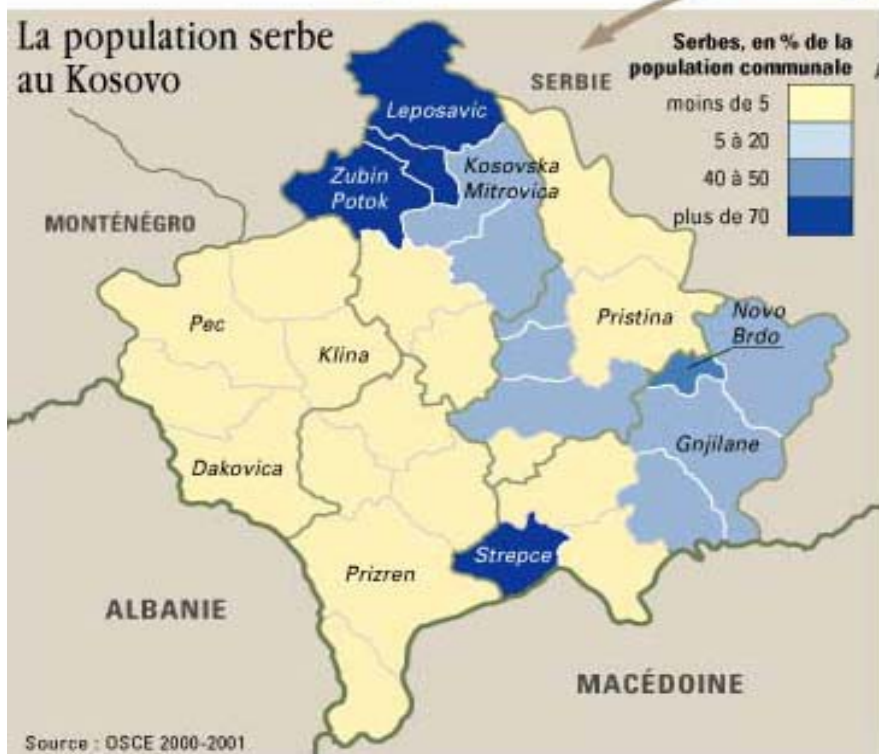 La population serbe
au Kosovo
Serbes, en % de la
population communale
moins de 5
5 à 20
40 à 50
plus de 70
SERBIE
A
Leposavic
Zubin
Potok
Kosovska
Mitrovica
MONTÉNÉGRO
Pec
Klina
Pristina
Novo
Brdo
Dakovica
Gnjilane
Prizren
Strepce
ALBANIE
MACÉDOINE
Source : OSCE 2000-2001